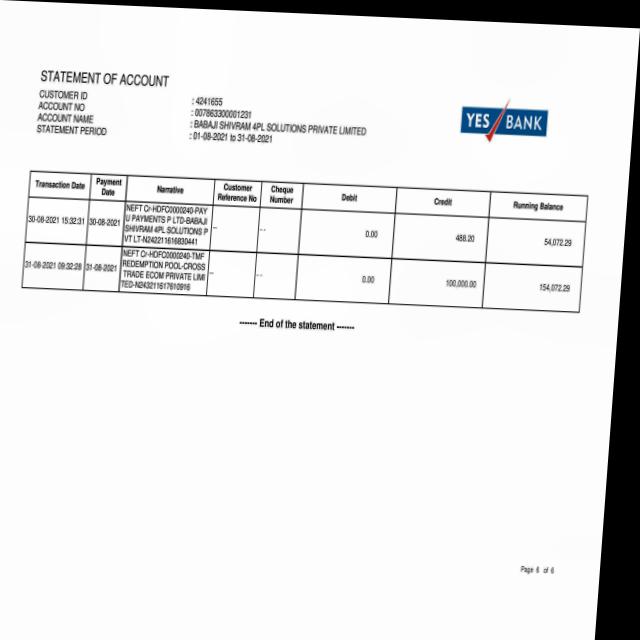 STATEMENT OF ACCOUNT
CUSTOMER ID : 4241655
ACCOUNT NO : 007863300001231
ACCOUNT NAME : BABAJI SHIVRAM 4PL SOLUTIONS PRIVATE LIMITED
STATEMENT PERIOD : 01-08-2021 to 31-08-2021
YES BANK
Transaction Date Payment Date Narrative Customer Reference No Cheque Number Debit Credit Running Balance
30-08-2021 15:32:31 30-08-2021 NEFT Cr-HDFC0000240-PAY
U PAYMENTS P LTD-BABAJI
SHIVRAM 4PL SOLUTIONS P
VT LT-N242211616830441 -- -- 0.00 488.20 54,072.29
31-08-2021 09:32:28 31-08-2021 NEFT Cr-HDFC0000240-TMF
REDEMPTION POOL-CROSS
TRADE ECOM PRIVATE LIMI
TED-N243211617610916 -- -- 0.00 100,000.00 154,072.29
------- End of the statement -------
Page 6 of 6